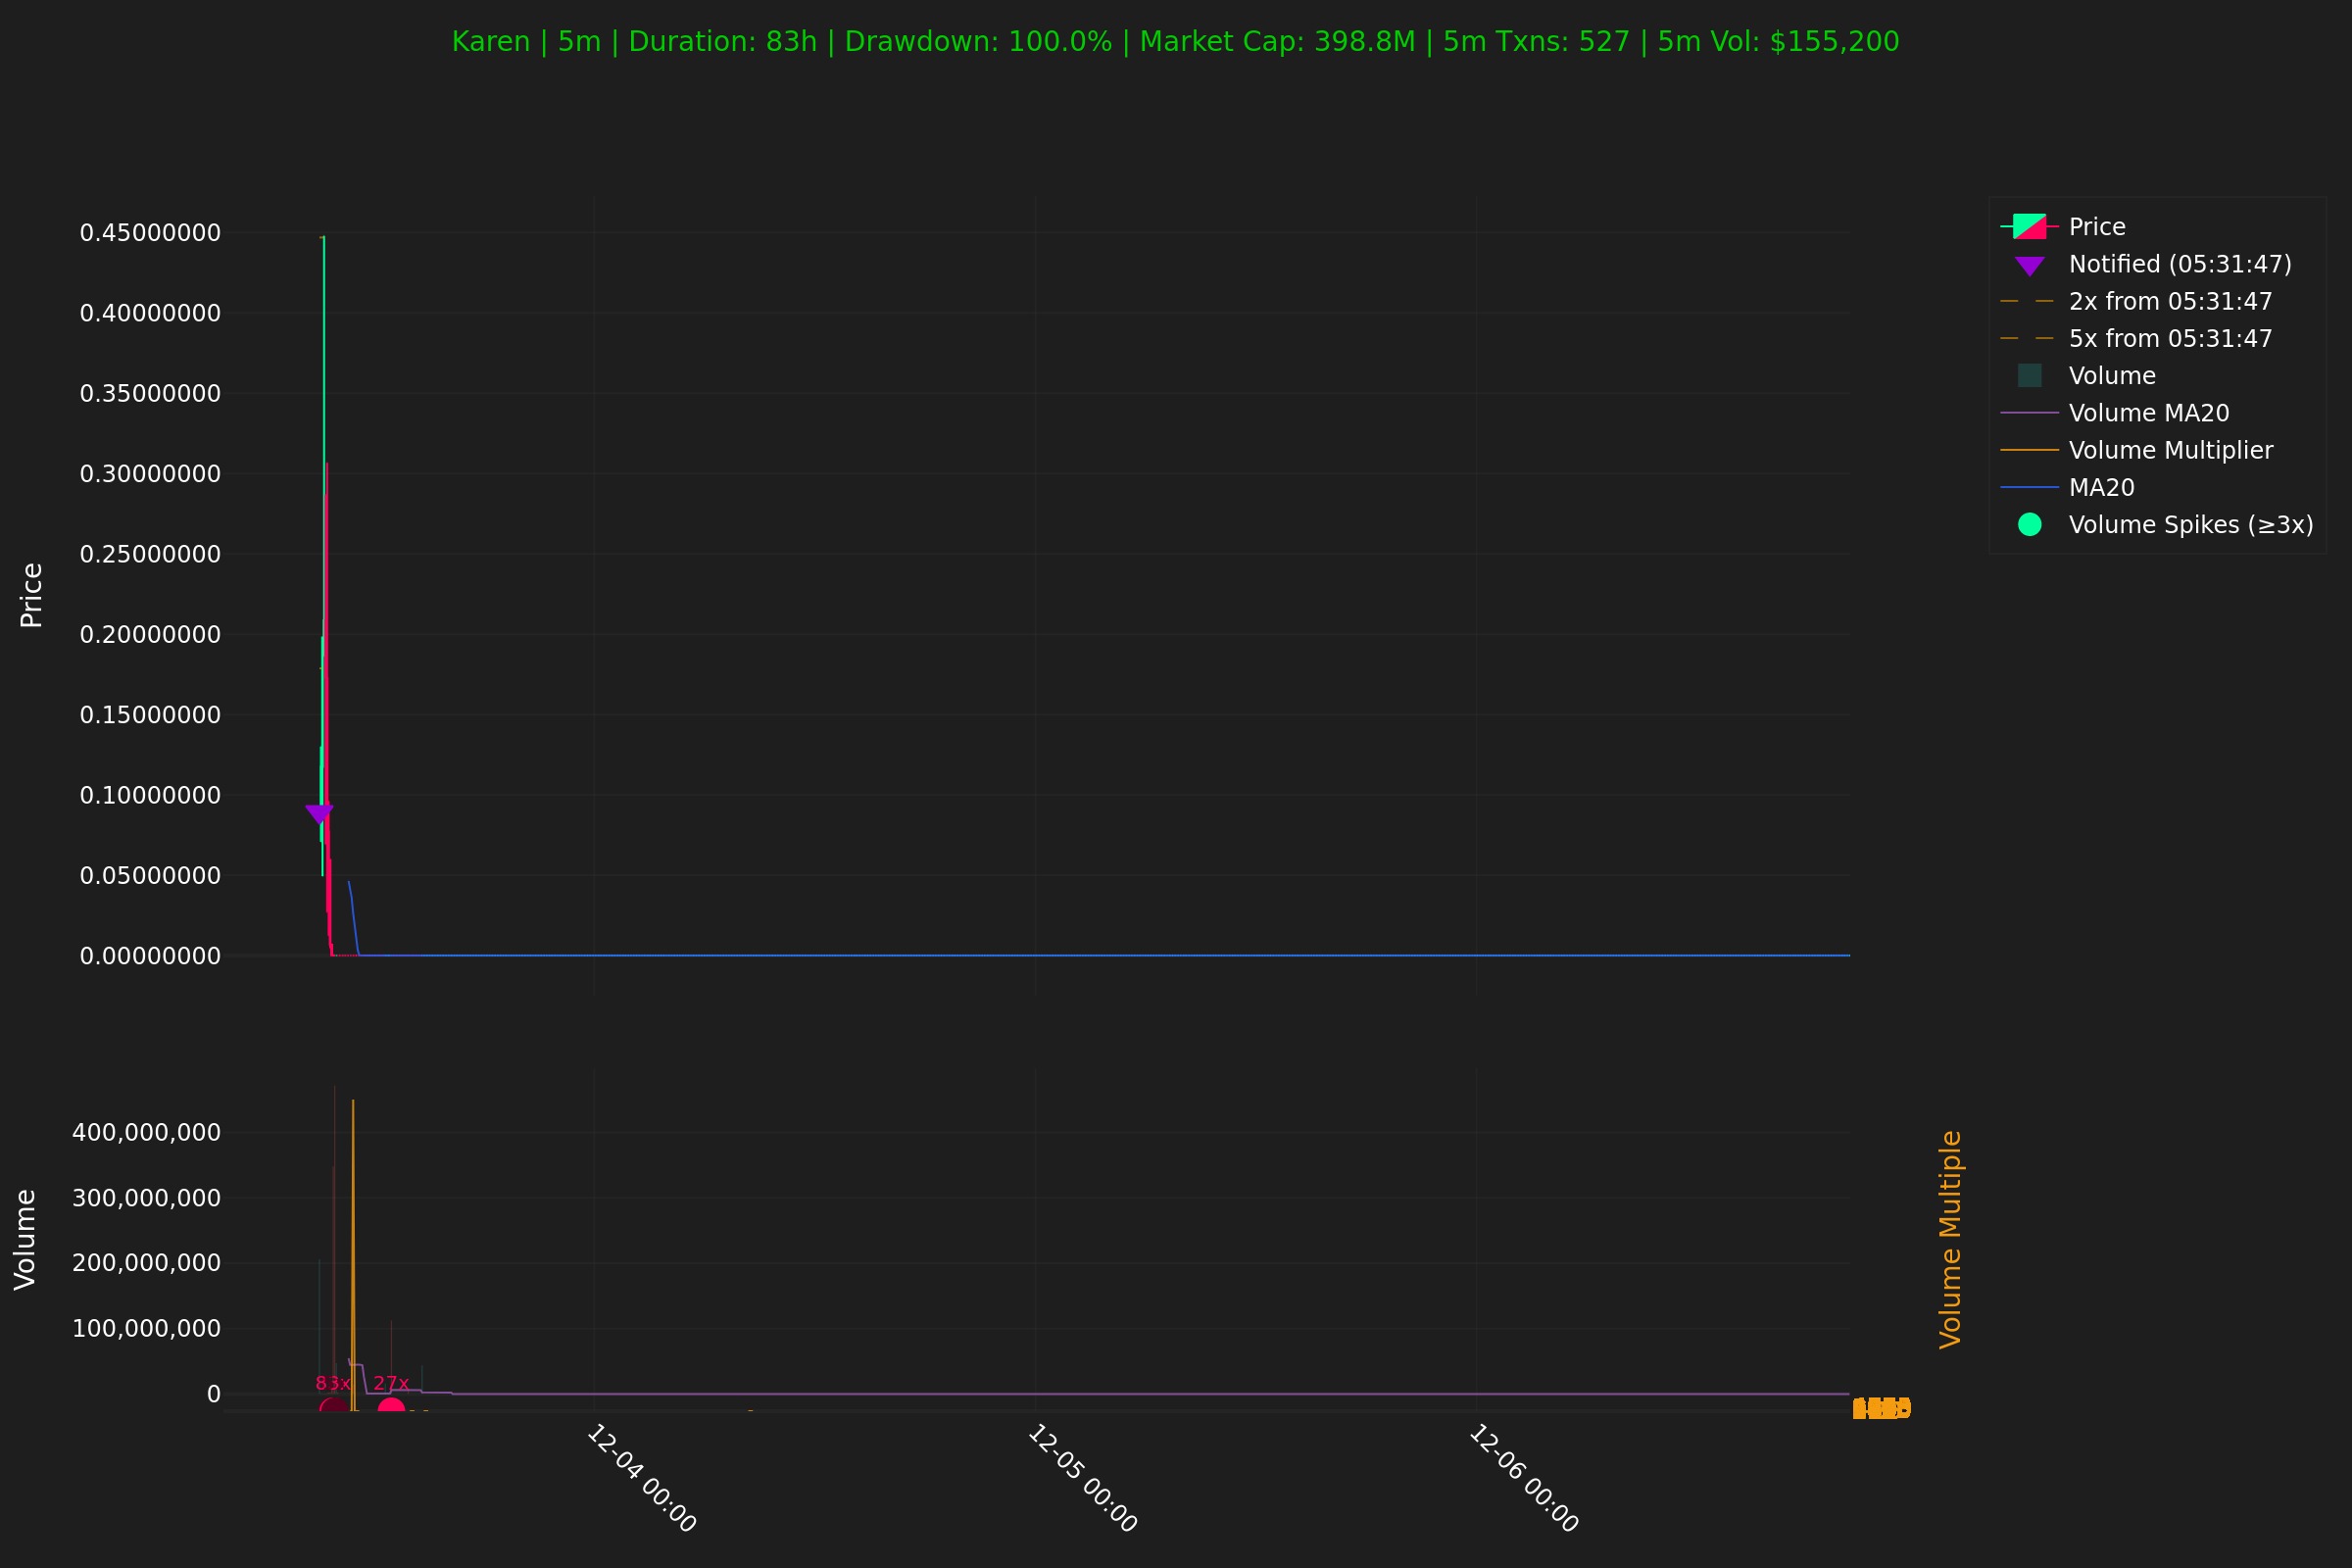 Karen | 5m | Duration: 83h | Drawdown: 100.0% | Market Cap: 398.8M | 5m Txns: 527 | 5m Vol: $155,200
Price
0.45000000
0.40000000
0.35000000
0.30000000
0.25000000
0.20000000
0.15000000
0.10000000
0.05000000
0.00000000
Price
Notified (05:31:47)
2x from 05:31:47
5x from 05:31:47
Volume
Volume MA20
Volume Multiplier
MA20
Volume Spikes (≥3x)
Volume
400,000,000
300,000,000
200,000,000
100,000,000
0
83x
27x
Volume Multiple
12-04 00:00
12-05 00:00
12-06 00:00